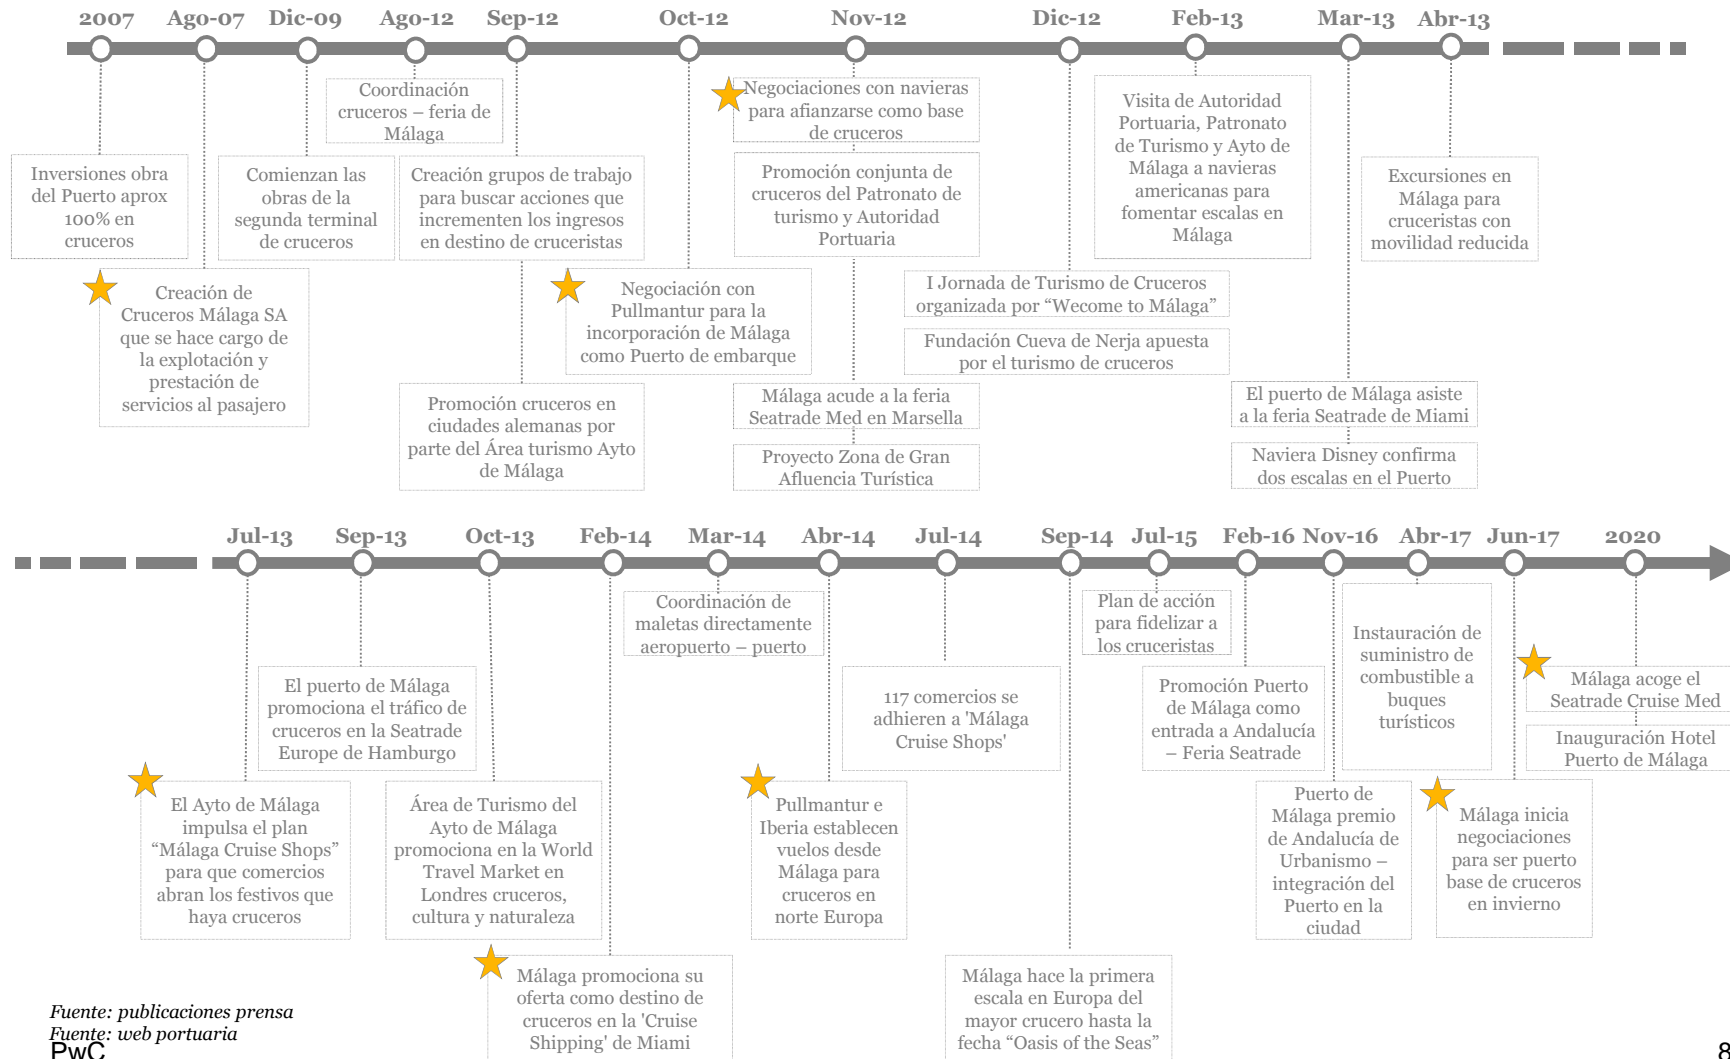 2007
Ago-07
Dic-09
Ago-12
Sep-12
Oct-12
Nov-12
Dic-12
Feb-13
Mar-13
Abr-13
Inversiones obra
del Puerto aprox
100% en
cruceros
Creación de
Cruceros Málaga SA
que se hace cargo de
la explotación y
prestación de
servicios al pasajero
Comienzan las
obras de la
segunda terminal
de cruceros
Coordinación
cruceros – feria de
Málaga
Creación grupos de trabajo
para buscar acciones que
incrementen los ingresos
en destino de cruceristas
Promoción cruceros en
ciudades alemanas por
parte del Área turismo Ayto
de Málaga
Negociación con
Pullmantur para la
incorporación de Málaga
como Puerto de embarque
Negociaciones con navieras
para afianzarse como base
de cruceros
Promoción conjunta de
cruceros del Patronato de
turismo y Autoridad
Portuaria
Málaga acude a la feria
Seatrade Med en Marsella
Proyecto Zona de Gran
Afluencia Turística
I Jornada de Turismo de Cruceros
organizada por “Wecome to Málaga”
Fundación Cueva de Nerja apuesta
por el turismo de cruceros
Visita de Autoridad
Portuaria, Patronato
de Turismo y Ayto de
Málaga a navieras
americanas para
fomentar escalas en
Málaga
El puerto de Málaga asiste
a la feria Seatrade de Miami
Naviera Disney confirma
dos escalas en el Puerto
Excursiones en
Málaga para
cruceristas con
movilidad reducida
Jul-13
Sep-13
Oct-13
Feb-14
Mar-14
Abr-14
Jul-14
Sep-14
Jul-15
Feb-16
Nov-16
Abr-17
Jun-17
2020
El Ayto de Málaga
impulsa el plan
“Málaga Cruise Shops”
para que comercios
abran los festivos que
haya cruceros
El puerto de Málaga
promociona el tráfico de
cruceros en la Seatrade
Europe de Hamburgo
Área de Turismo del
Ayto de Málaga
promociona en la World
Travel Market en
Londres cruceros,
cultura y naturaleza
Málaga promociona su
oferta como destino de
cruceros en la 'Cruise
Shipping' de Miami
Coordinación de
maletas directamente
aeropuerto – puerto
Pullmantur e
Iberia establecen
vuelos desde
Málaga para
cruceros en
norte Europa
117 comercios se
adhieren a 'Málaga
Cruise Shops'
Málaga hace la primera
escala en Europa del
mayor crucero hasta la
fecha “Oasis of the Seas”
Plan de acción
para fidelizar a
los cruceristas
Promoción Puerto
de Málaga como
entrada a Andalucía
– Feria Seatrade
Puerto de
Málaga premio
de Andalucía de
Urbanismo –
integración del
Puerto en la
ciudad
Instauración de
suministro de
combustible a
buques
turísticos
Málaga inicia
negociaciones
para ser puerto
base de cruceros
en invierno
Málaga acoge el
Seatrade Cruise Med
Inauguración Hotel
Puerto de Málaga
Fuente: publicaciones prensa
Fuente: web portuaria
PwC
8